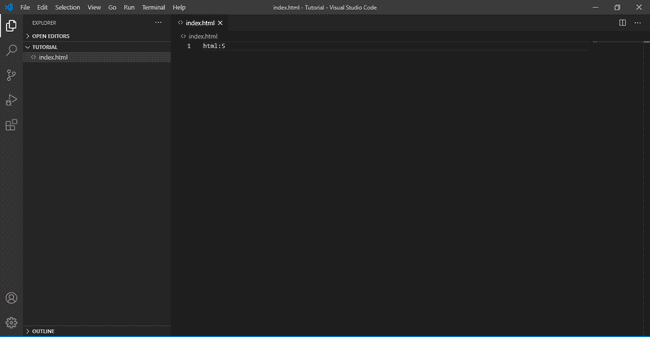 File Edit Selection View Go Run Terminal Help
index.html - Tutorial - Visual Studio Code
EXPLORER
OPEN EDITORS
TUTORIAL
index.html
OUTLINE
index.html
index.html
1 html:5